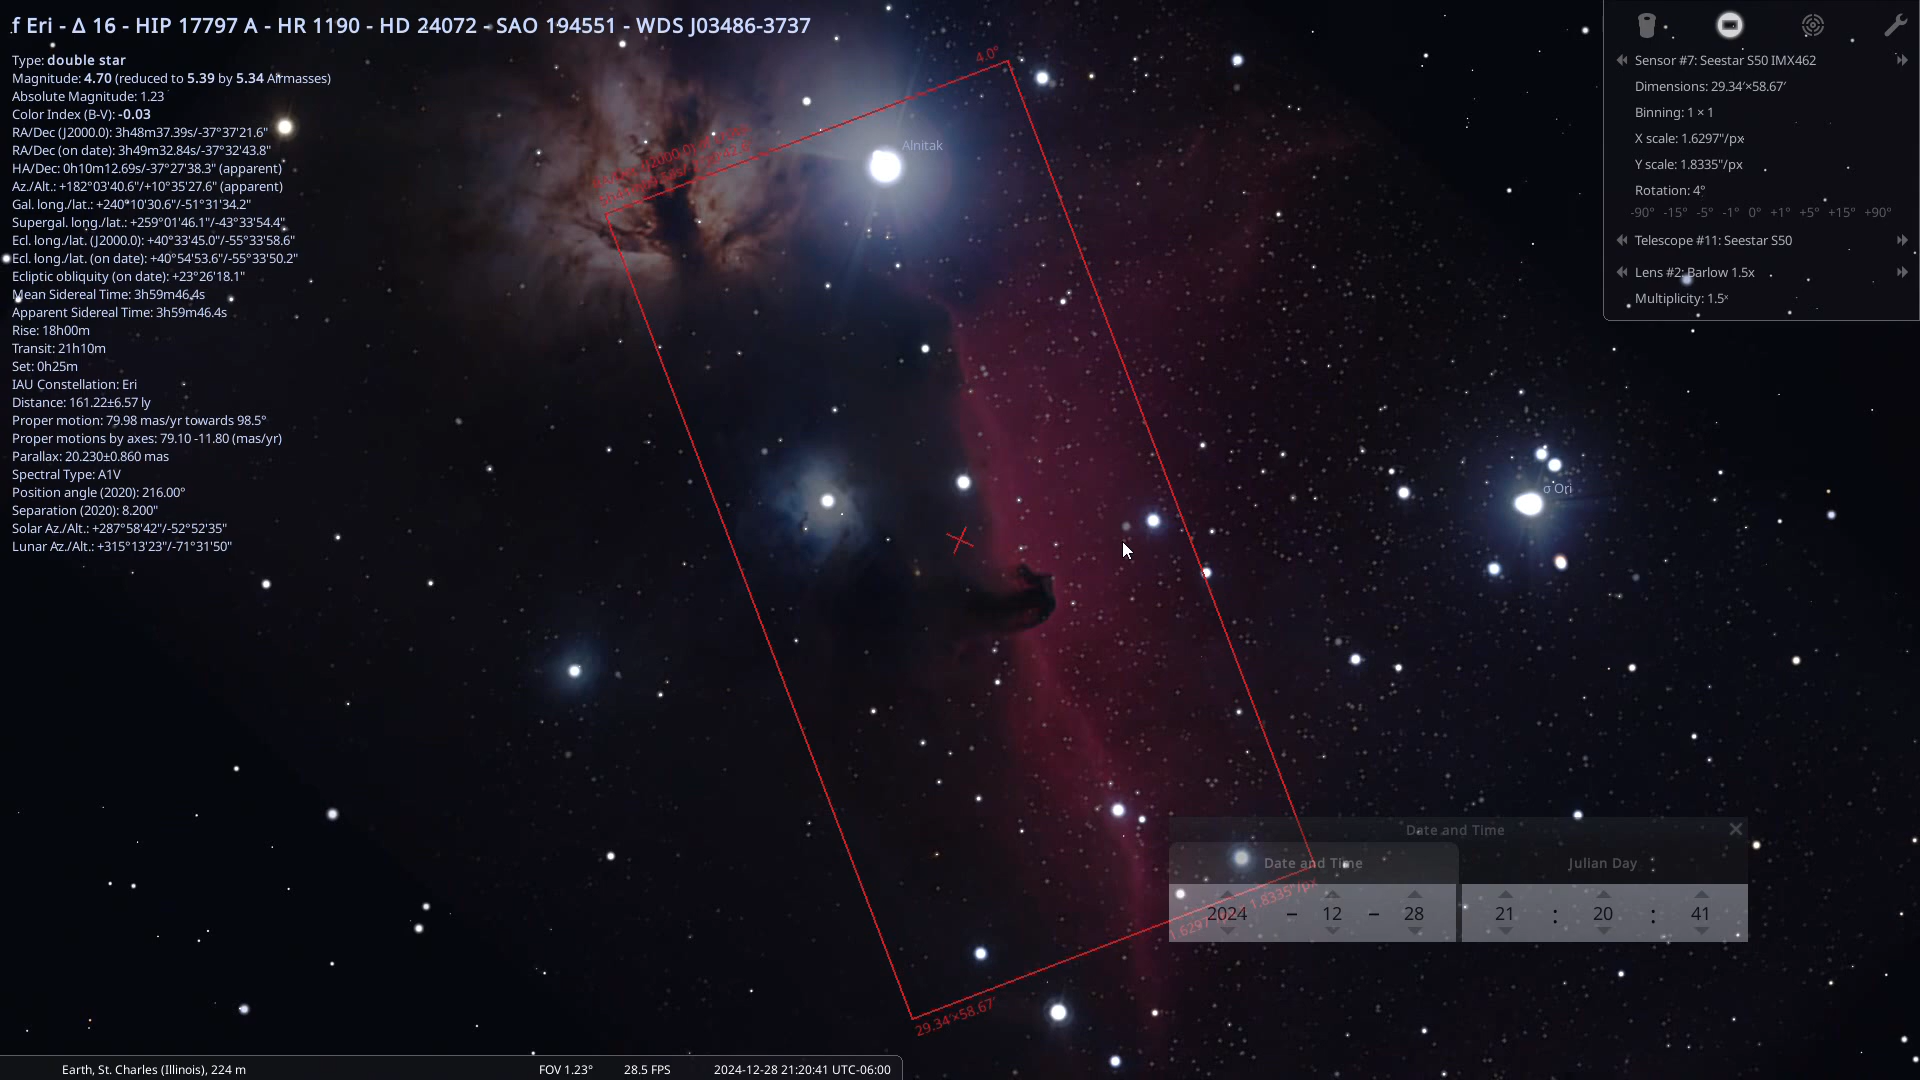 f Eri - Δ 16 - HIP 17797 A - HR 1190 - HD 24072 - SAO 194551 - WDS J03486-3737
Type: double star
Magnitude: 4.70 (reduced to 5.39 by 5.34 Airmasses)
Absolute Magnitude: 1.23
Color Index (B-V): -0.03
RA/Dec (J2000.0): 3h48m37.39s/-37°37'21.6"
RA/Dec (on date): 3h49m32.84s/-37°32'43.8"
HA/Dec: 0h10m12.69s/-37°27'38.3" (apparent)
Az./Alt.: +182°03'40.6"/+10°35'27.6" (apparent)
Gal. long./lat.: +240°10'30.6"/-51°31'34.2"
Supergal. long./lat.: +259°01'46.1"/-43°33'54.4"
Ecl. long./lat. (J2000.0): +40°33'45.0"/-55°33'58.6"
Ecl. long./lat. (on date): +40°54'53.6"/-55°33'50.2"
Ecliptic obliquity (on date): +23°26'18.1"
Mean Sidereal Time: 3h59m46.4s
Apparent Sidereal Time: 3h59m46.4s
Rise: 18h00m
Transit: 21h10m
Set: 0h25m
IAU Constellation: Eri
Distance: 161.22±6.57 ly
Proper motion: 79.98 mas/yr towards 98.5°
Proper motions by axes: 79.10 -11.80 (mas/yr)
Parallax: 20.230±0.860 mas
Spectral Type: A1V
Position angle (2020): 216.00°
Separation (2020): 8.200"
Solar Az./Alt.: +287°58'42"/-52°52'35"
Lunar Az./Alt.: +315°13'23"/-71°31'50"
4.0°
Alnitak
σ Ori
29.34'×58.67'
1.8335"/px
Sensor #7: Seestar S50 IMX462
Dimensions: 29.34'×58.67'
Binning: 1 × 1
X scale: 1.6297"/px
Y scale: 1.8335"/px
Rotation: 4°
-90° -15° -5° -1° 0° +1° +5° +15° +90°
Telescope #11: Seestar S50
Lens #2: Barlow 1.5x
Multiplicity: 1.5ˣ
Date and Time
Date and Time
Julian Day
2024 - 12 - 28 21 : 20 : 41
Earth, St. Charles (Illinois), 224 m FOV 1.23° 28.5 FPS 2024-12-28 21:20:41 UTC-06:00